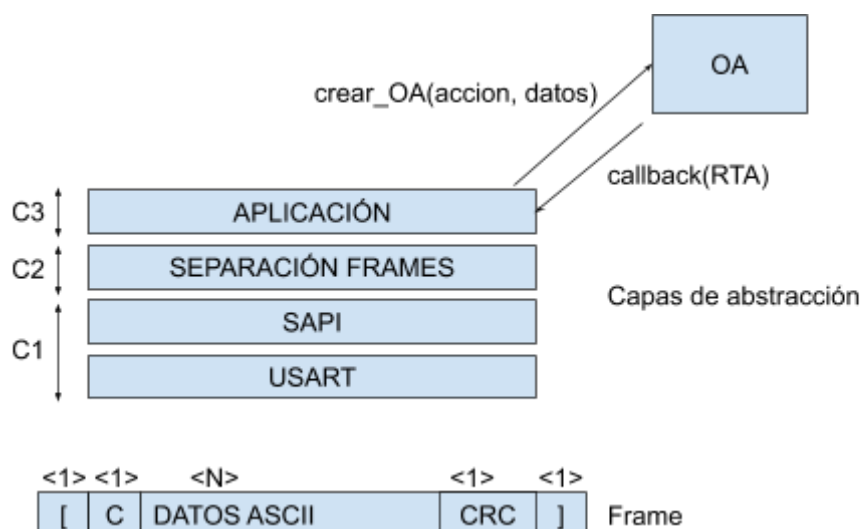 OA
crear_OA(accion, datos)
callback(RTA)
C3
APLICACIÓN
C2
SEPARACIÓN FRAMES
Capas de abstracción
C1
SAPI
USART
<1> <1> <N> <1> <1>
[ C DATOS ASCII CRC ] Frame